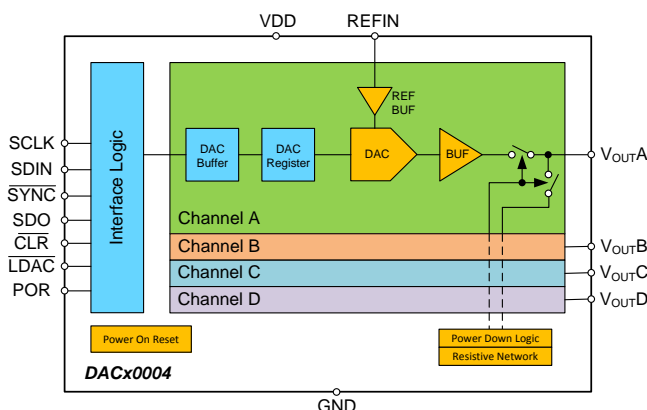 VDD
REFIN
REF
BUF
SCLK
SDIN
SYNC
SDO
CLR
LDAC
POR
Interface Logic
DAC
Buffer
DAC
Register
DAC
BUF
VOUTA
Channel A
Channel B
VOUTB
Channel C
VOUTC
Channel D
VOUTD
Power On Reset
Power Down Logic
Resistive Network
DACx0004
GND